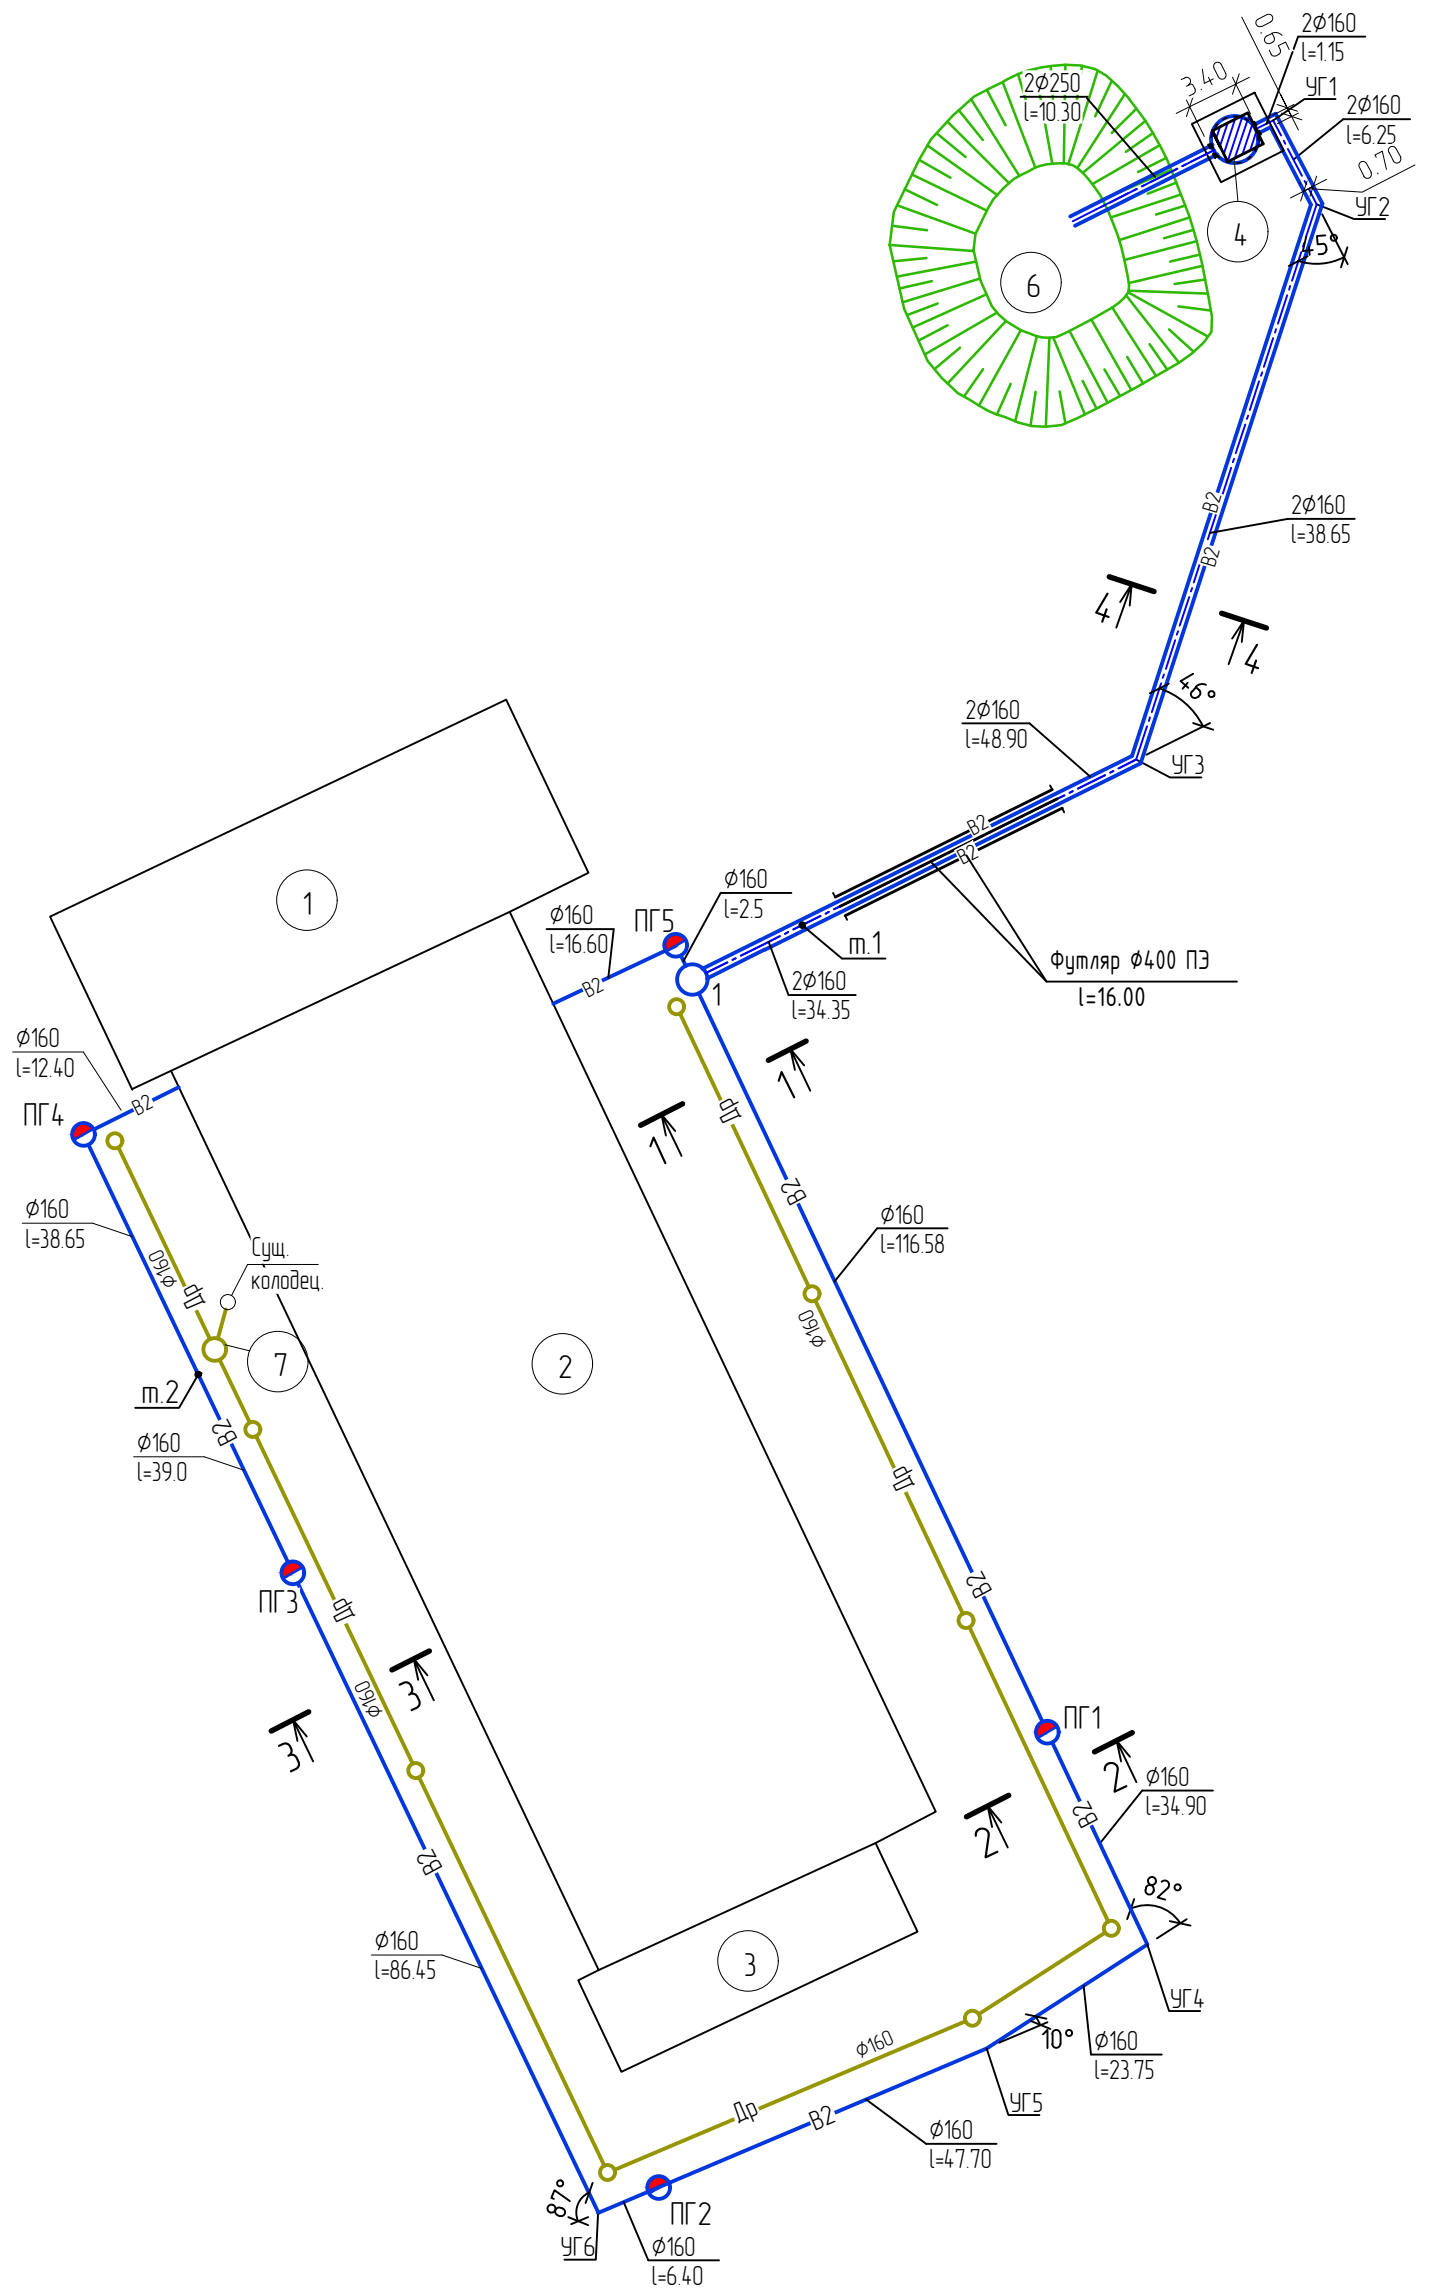 0.65
2Ø160
l=1.15
3.40
УГ1
2Ø250
l=10.30
2Ø160
l=6.25
0.70
УГ2
4
45°
6
2Ø160
l=38.65
В2
В2
4
4
46°
2Ø160
l=48.90
УГ3
В2
В2
1
Ø160
l=2.5
ПГ5
Ø160
l=16.60
В2
т.1
1
2Ø160
l=34.35
Футляр Ø400 ПЭ
l=16.00
Ø160
l=12.40
В2
ПГ4
1
1
Др
В2
Ø160
l=38.65
Ø160
l=116.58
Сущ.
колодец.
Ø160
Др
Ø160
7
2
т.2
В2
Ø160
l=39.0
Др
В2
ПГ3
Др
3
3
Ø160
ПГ1
2
2
Ø160
l=34.90
В2
В2
82°
Ø160
l=86.45
3
УГ4
10°
Ø160
l=23.75
Ø160
УГ5
Др
В2
Ø160
l=47.70
87°
ПГ2
УГ6
Ø160
l=6.40